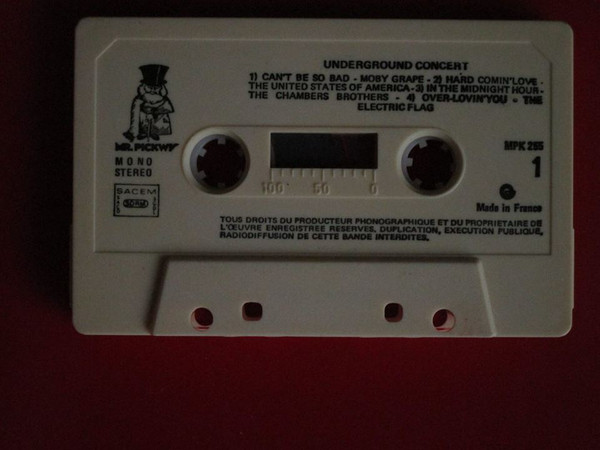 UNDERGROUND CONCERT
1) CAN'T BE SO BAD - MOBY GRAPE - 2) HARD COMIN'LOVE -
THE UNITED STATES OF AMERICA - 3) IN THE MIDNIGHT HOUR -
THE CHAMBERS BROTHERS - 4) OVER-LOVIN'YOU - THE
ELECTRIC FLAG
MR. PICKWY
MONO
STEREO
SACEM
MPK 265
1
Made in France
100 50 0
TOUS DROITS DU PRODUCTEUR PHONOGRAPHIQUE ET DU PROPRIETAIRE DE
L'ŒUVRE ENREGISTREE RESERVES. DUPLICATION, EXECUTION PUBLIQUE,
RADIODIFFUSION DE CETTE BANDE INTERDITES.